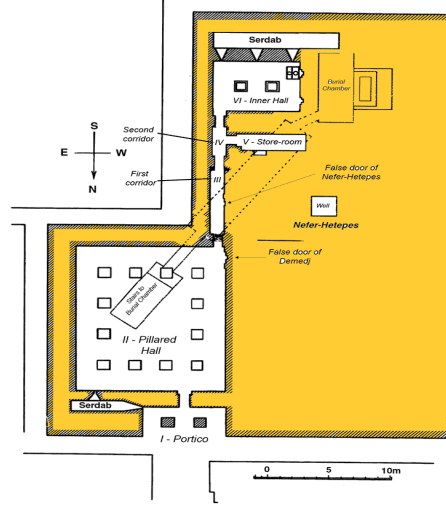 Serdab
Burial
Chamber
VI - Inner Hall
Second
corridor
S
E
W
N
IV
V - Store-room
First
corridor
III
False door of
Nefer-Hetepes
Well
Nefer-Hetepes
False door of
Demedj
Stairs to
Burial Chamber
II - Pillared
Hall
Serdab
I - Portico
0
5
10m